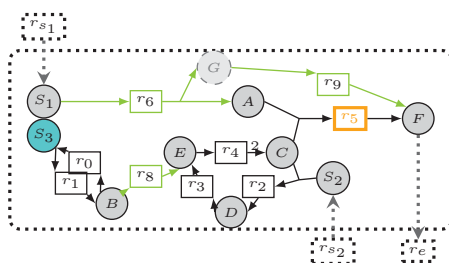 r_{s_1}
G
r_9
S_1
r_6
A
r_5
F
S_3
r_0
E
r_4
2
C
r_1
r_8
r_3
r_2
S_2
B
D
r_{s_2}
r_e